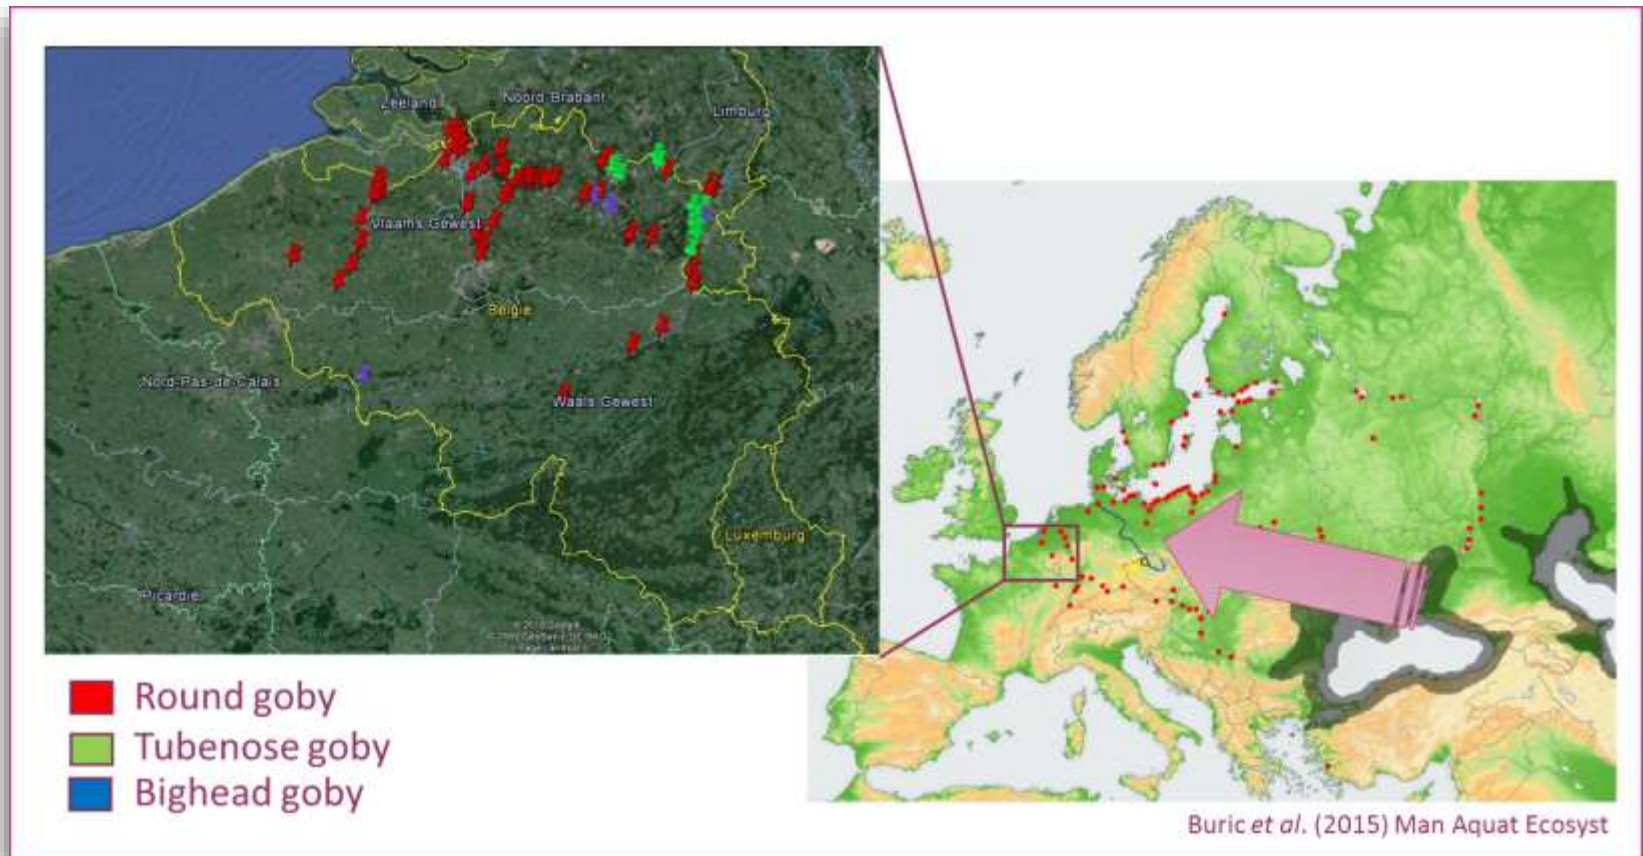 Zeeland
Noord-Brabant
Limburg
Vlaams Gewest
België
Nord-Pas-de-Calais
Waals Gewest
Luxemburg
Picardië
Round goby
Tubenose goby
Bighead goby
Buric et al. (2015) Man Aquat Ecosyst